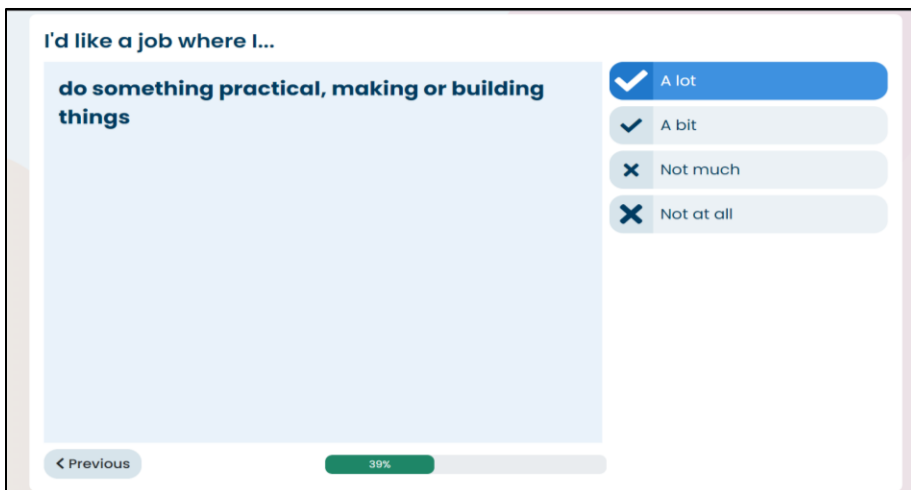 I'd like a job where I...
do something practical, making or building
things
A lot
A bit
Not much
Not at all
Previous
39%